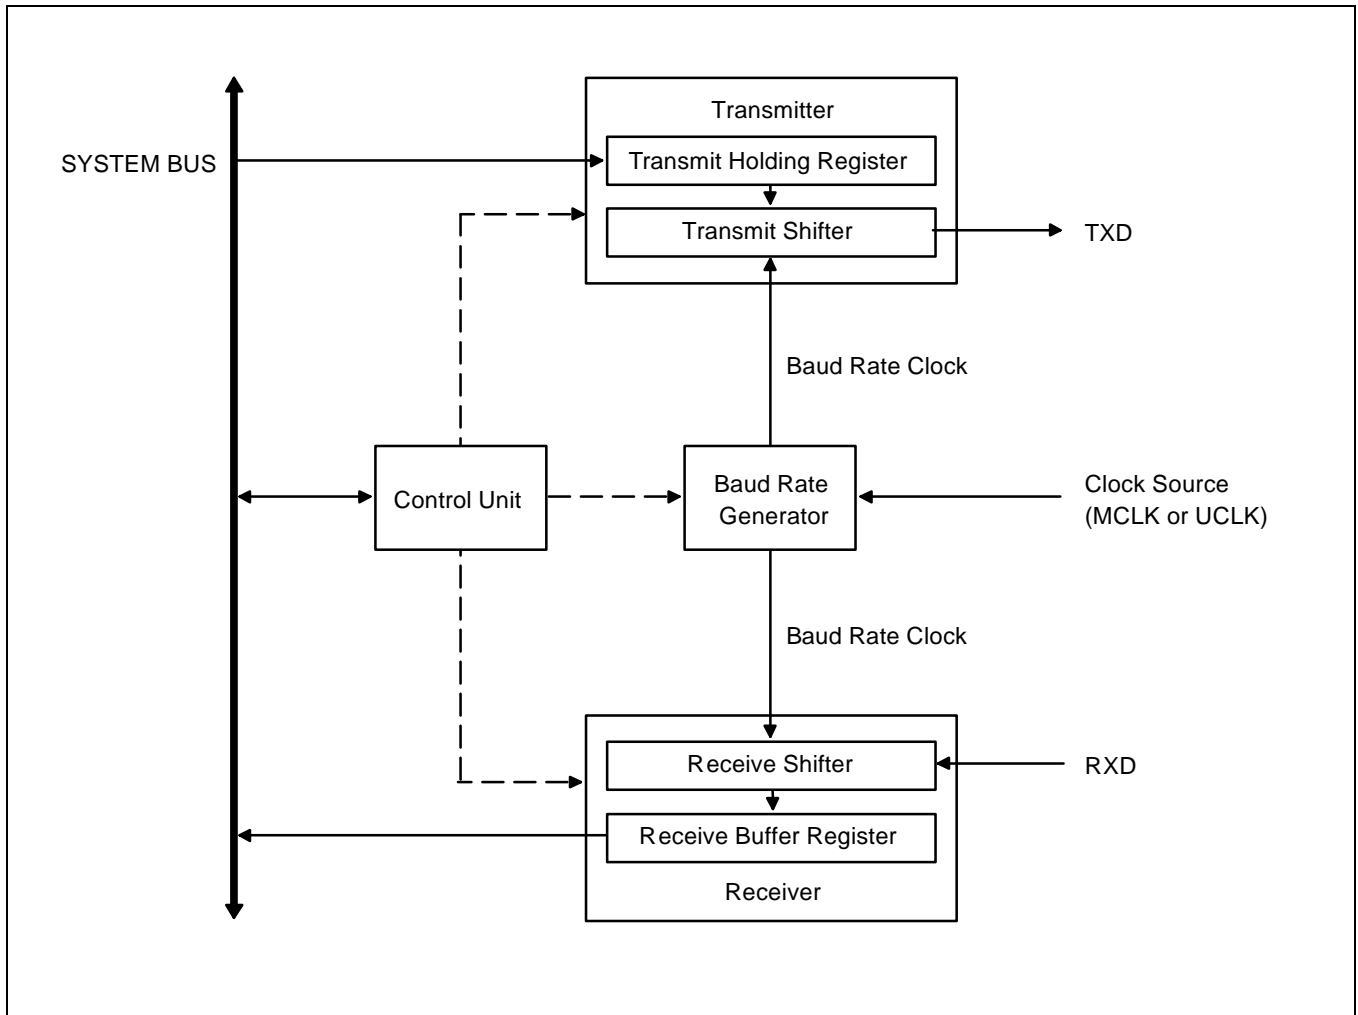 Transmitter
SYSTEM BUS
Transmit Holding Register
Transmit Shifter
TXD
Baud Rate Clock
Control Unit
Baud Rate
Generator
Clock Source
(MCLK or UCLK)
Baud Rate Clock
Receive Shifter
RXD
Receive Buffer Register
Receiver